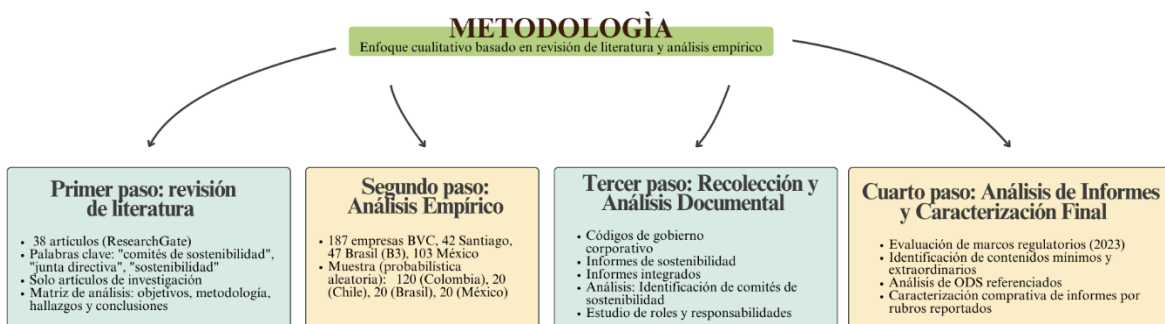 METODOLOGÌA
Enfoque cualitativo basado en revisión de literatura y análisis empírico
Primer paso: revisión
de literatura
• 38 artículos (ResearchGate)
• Palabras clave: "comités de sostenibilidad",
"junta directiva", "sostenibilidad"
• Solo artículos de investigación
• Matriz de análisis: objetivos, metodología,
hallazgos y conclusiones
Segundo paso:
Análisis Empírico
• 187 empresas BVC, 42 Santiago,
47 Brasil (B3), 103 México
• Muestra (probabilística
aleatoria): 120 (Colombia), 20
(Chile), 20 (Brasil), 20 (México)
Tercer paso: Recolección y
Análisis Documental
• Códigos de gobierno
corporativo
• Informes de sostenibilidad
• Informes integrados
• Análisis: Identificación de comités de
sostenibilidad
• Estudio de roles y responsabilidades
Cuarto paso: Análisis de Informes
y Caracterización Final
• Evaluación de marcos regulatorios (2023)
• Identificación de contenidos mínimos y
extraordinarios
• Análisis de ODS referenciados
• Caracterización comprativa de informes por
rubros reportados